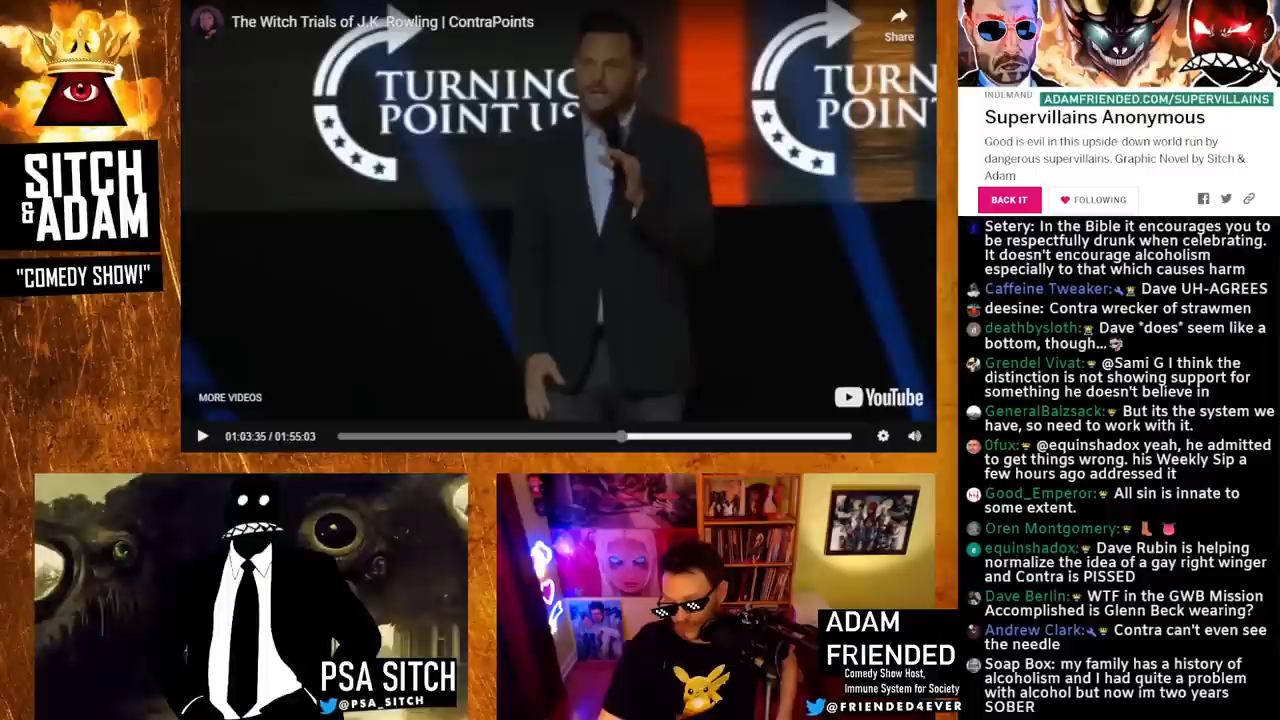 The Witch Trials of J.K. Rowling | ContraPoints
Share
TURNING
POINT US
TURN
POINT
MORE VIDEOS
YouTube
01:03:35 / 01:55:03
SITCH
& ADAM
"COMEDY SHOW!"
PSA SITCH
@PSA_SITCH
ADAM
FRIENDED
Comedy Show Host,
Immune System for Society
@FRIENDED4EVER
INDEMAND
ADAMFRIENDED.COM/SUPERVILLAINS
Supervillains Anonymous
Good is evil in this upside-down world run by
dangerous supervillains. Graphic Novel by Sitch &
Adam
BACK IT
FOLLOWING
Setery: In the Bible it encourages you to
be respectfully drunk when celebrating.
It doesn't encourage alcoholism
especially to that which causes harm
Caffeine Tweaker: Dave UH-AGREES
deesine: Contra wrecker of strawmen
deathbysloth: Dave *does* seem like a
bottom, though...
Grendel Vivat: @Sami G I think the
distinction is not showing support for
something he doesn't believe in
GeneralBalzsack: But its the system we
have, so need to work with it.
0fux: @equinshadox yeah, he admitted
to get things wrong. his Weekly Sip a
few hours ago addressed it
Good_Emperor: All sin is innate to
some extent.
Oren Montgomery:
equinshadox: Dave Rubin is helping
normalize the idea of a gay right winger
and Contra is PISSED
Dave Berlin: WTF in the GWB Mission
Accomplished is Glenn Beck wearing?
Andrew Clark: Contra can't even see
the needle
Soap Box: my family has a history of
alcoholism and I had quite a problem
with alcohol but now im two years
SOBER